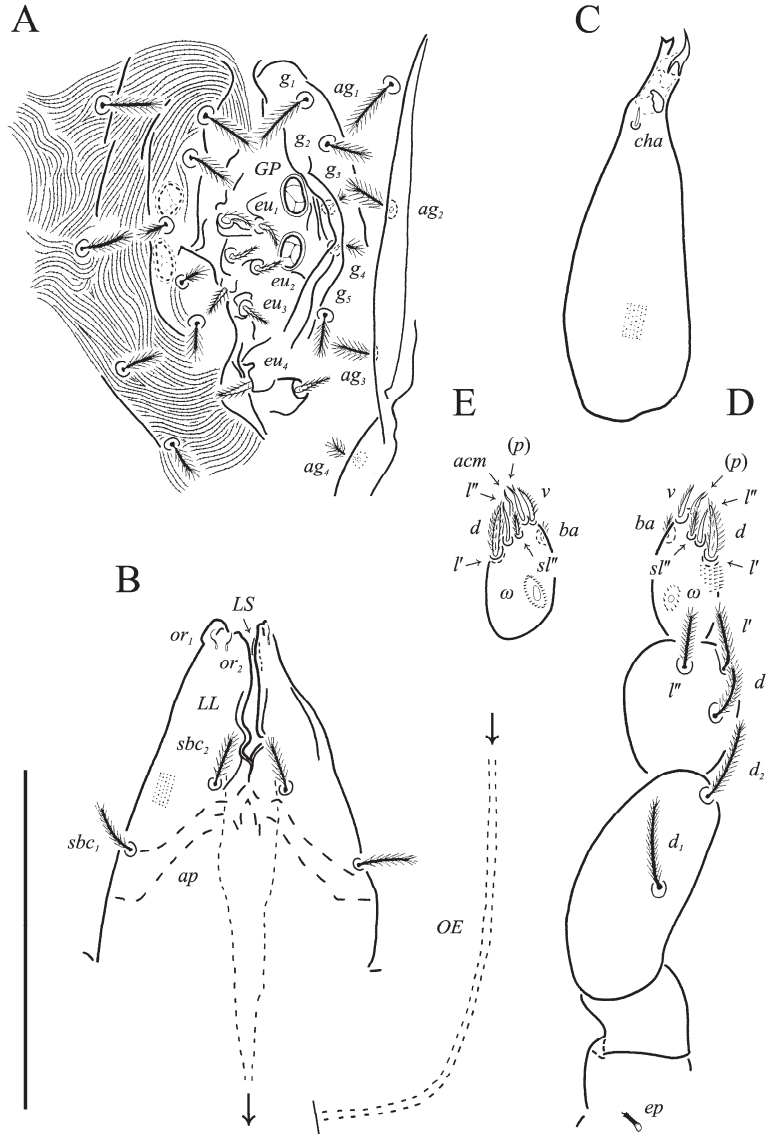 A
g₁
ag₁
g₂
GP
g₃
eu₁
ag₂
g₄
eu₂
g₅
eu₃
eu₄
ag₃
ag₄
C
cha
E
acm
(p)
l″
v
d
ba
l′
sl″
ω
D
(p)
v
l″
ba
d
sl″
l′
ω
l′
l″
d
d₂
d₁
ep
B
LS
or₁
or₂
LL
sbc₂
sbc₁
ap
OE